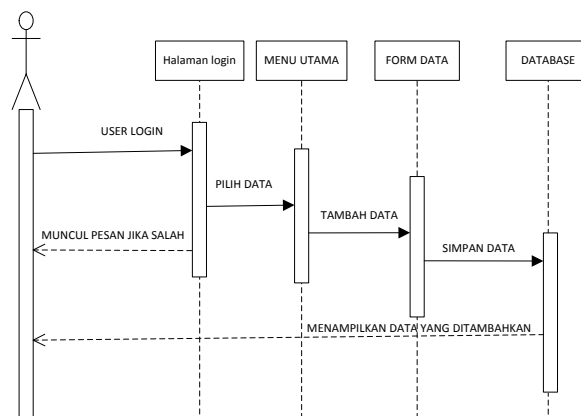 Halaman login
MENU UTAMA
FORM DATA
DATABASE
USER LOGIN
PILIH DATA
TAMBAH DATA
MUNCUL PESAN JIKA SALAH
SIMPAN DATA
MENAMPILKAN DATA YANG DITAMBAHKAN